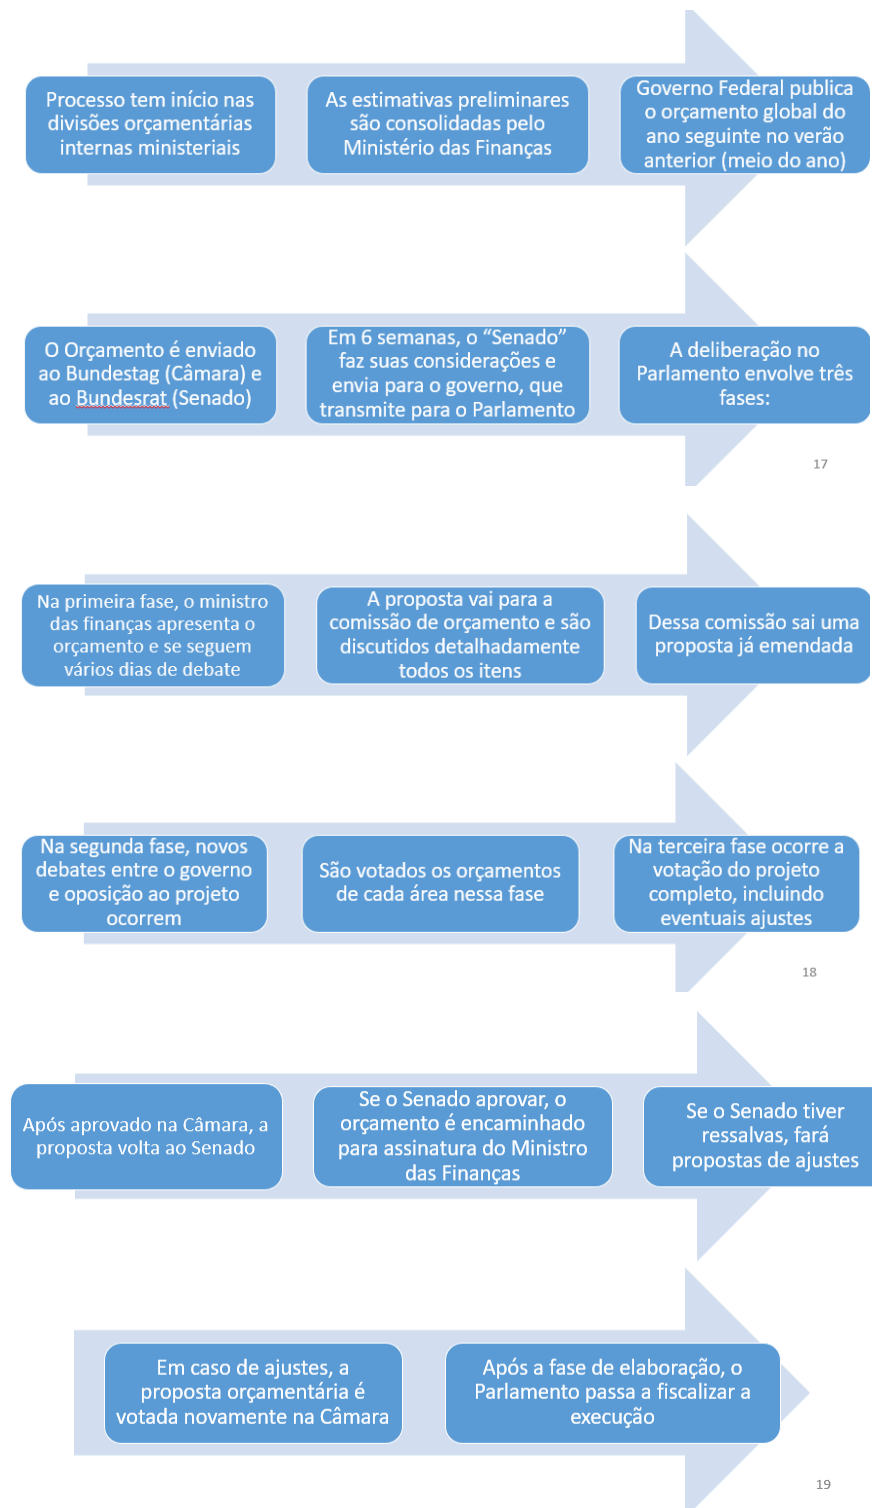 Processo tem início nas
divisões orçamentárias
internas ministeriais
As estimativas preliminares
são consolidadas pelo
Ministério das Finanças
Governo Federal publica
o orçamento global do
ano seguinte no verão
anterior (meio do ano)
O Orçamento é enviado
ao Bundestag (Câmara) e
ao Bundesrat (Senado)
Em 6 semanas, o “Senado”
faz suas considerações e
envia para o governo, que
transmite para o Parlamento
A deliberação no
Parlamento envolve três
fases:
17
Na primeira fase, o ministro
das finanças apresenta o
orçamento e se seguem
vários dias de debate
A proposta vai para a
comissão de orçamento e são
discutidos detalhadamente
todos os itens
Dessa comissão sai uma
proposta já emendada
Na segunda fase, novos
debates entre o governo
e oposição ao projeto
ocorrem
São votados os orçamentos
de cada área nessa fase
Na terceira fase ocorre a
votação do projeto
completo, incluindo
eventuais ajustes
18
Após aprovado na Câmara, a
proposta volta ao Senado
Se o Senado aprovar, o
orçamento é encaminhado
para assinatura do Ministro
das Finanças
Se o Senado tiver
ressalvas, fará
propostas de ajustes
Em caso de ajustes, a
proposta orçamentária é
votada novamente na Câmara
Após a fase de elaboração, o
Parlamento passa a fiscalizar a
execução
19